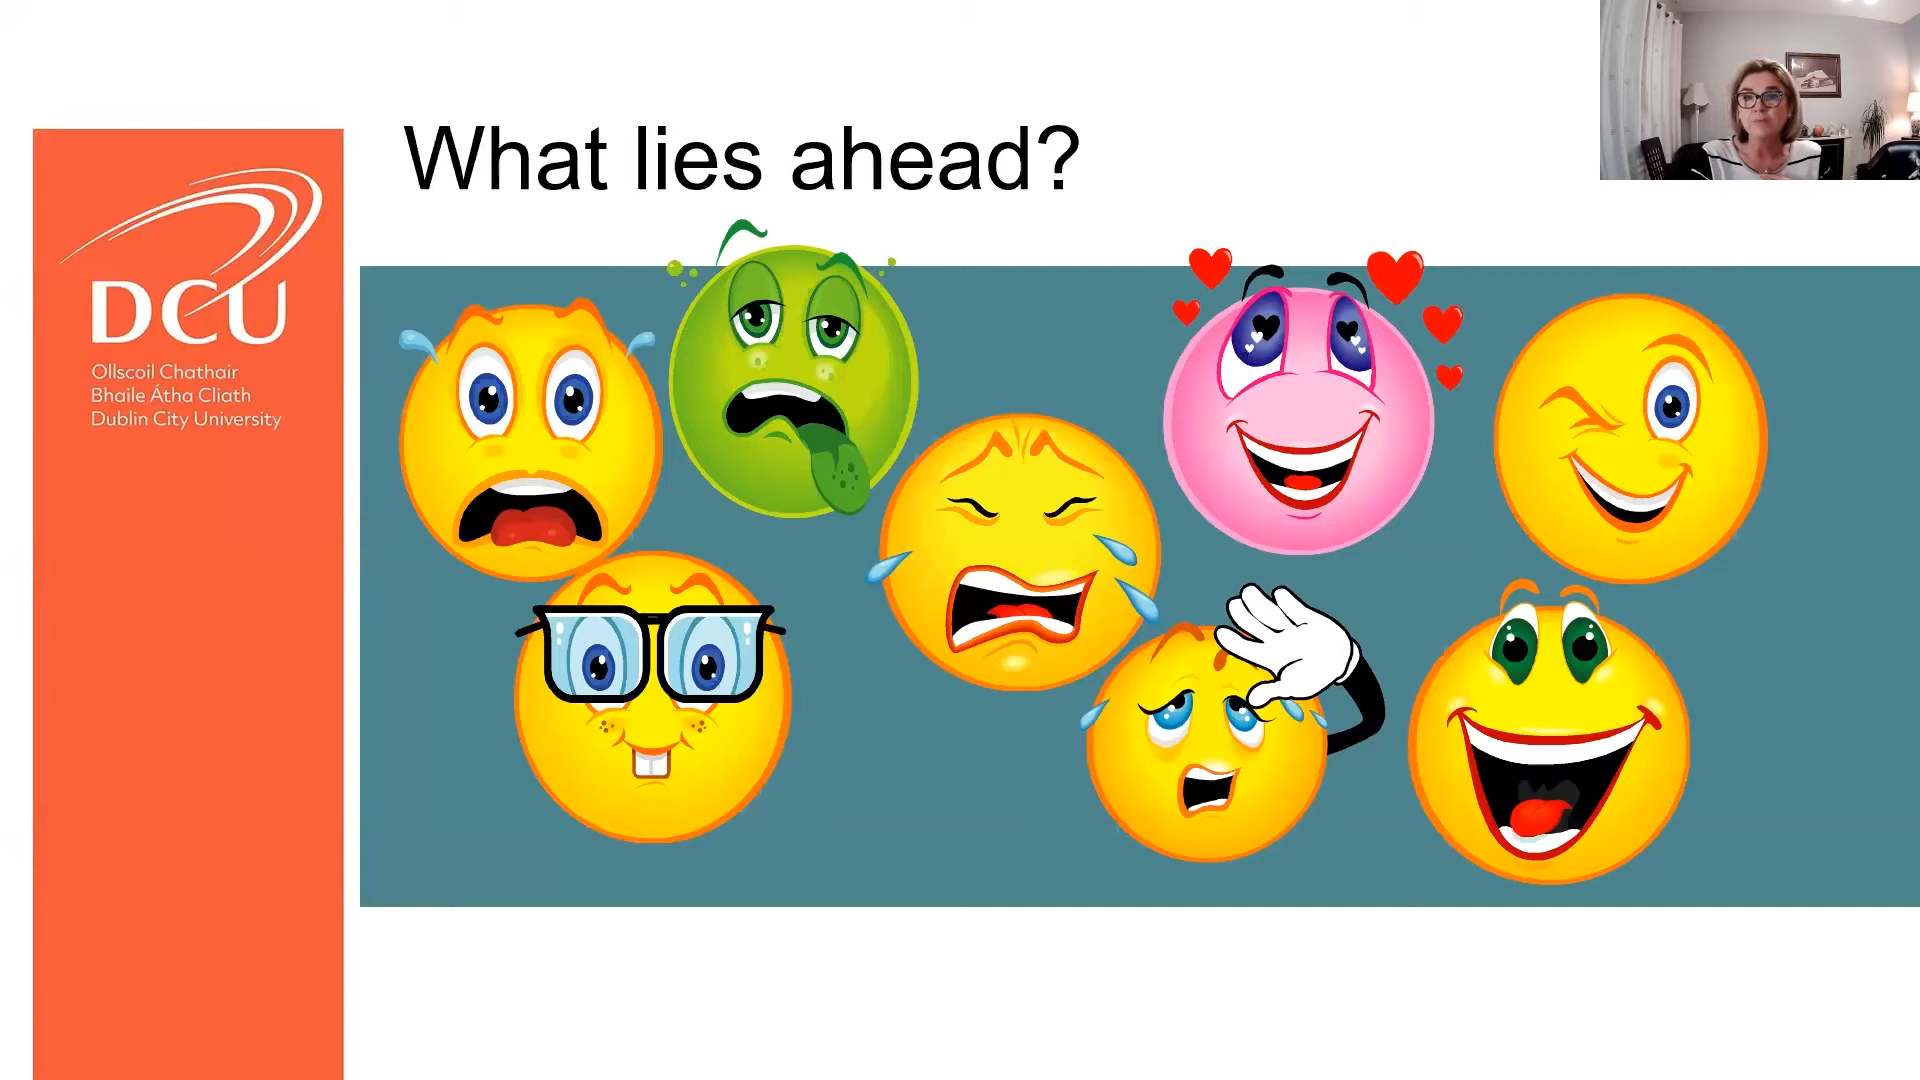 What lies ahead?
DCU
Ollscoil Chathair
Bhaile Átha Cliath
Dublin City University